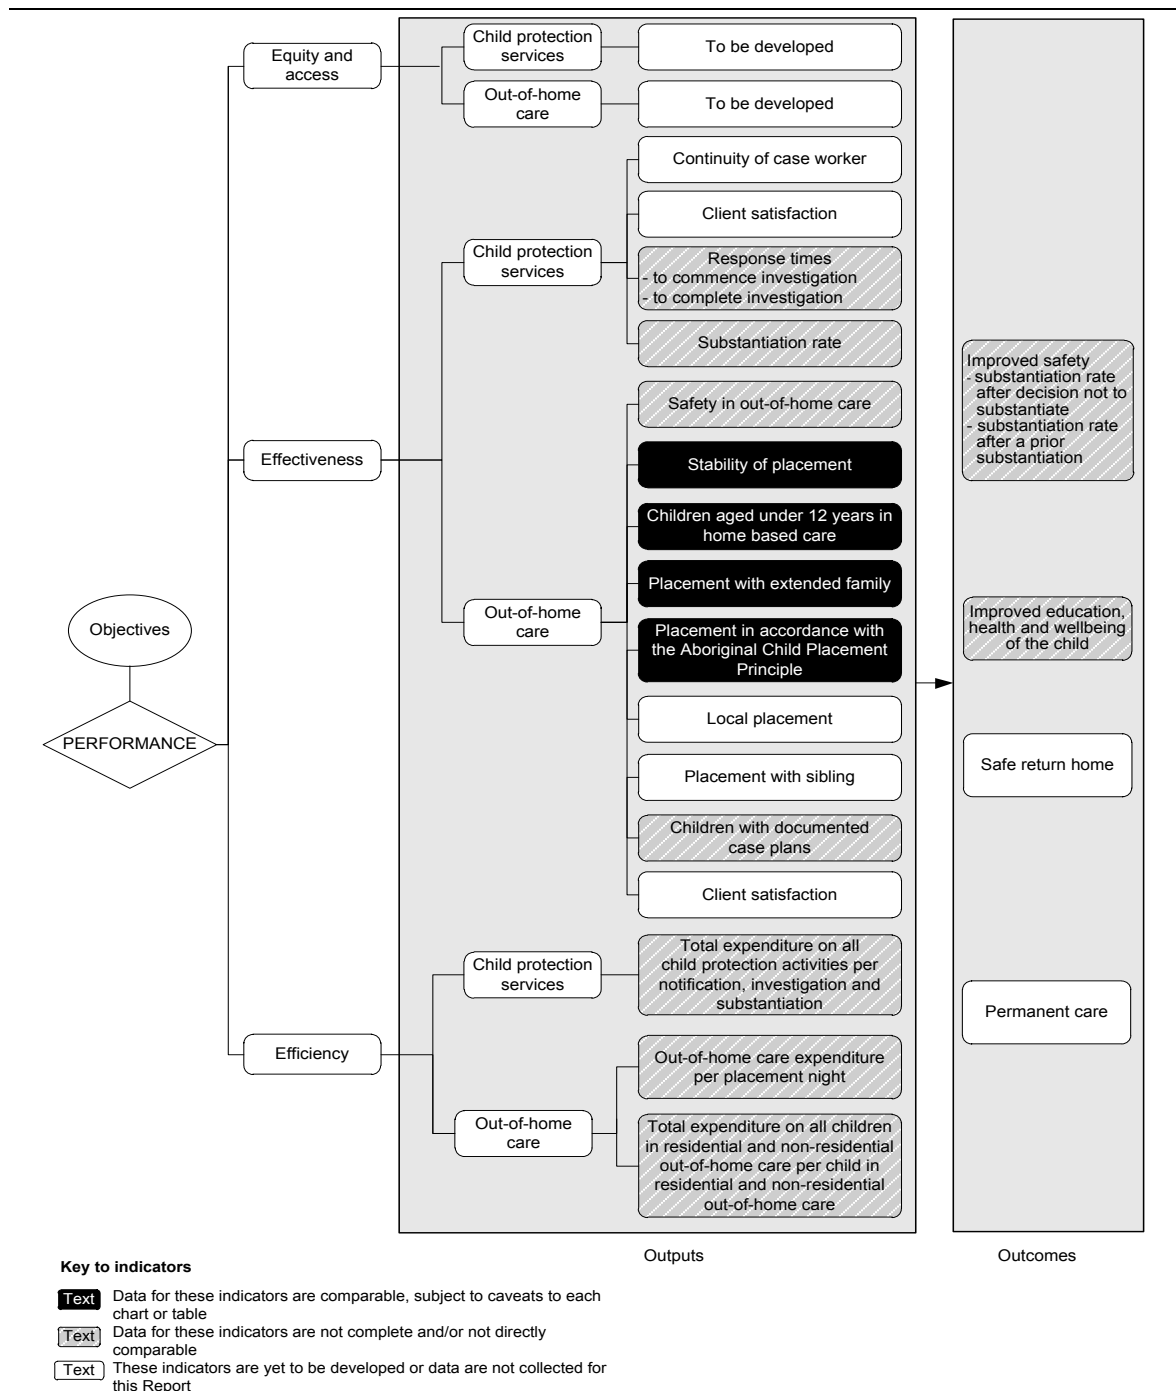 Equity and
access
Child protection
services
To be developed
Out-of-home
care
To be developed
Effectiveness
Child protection
services
Continuity of case worker
Client satisfaction
Response times
- to commence investigation
- to complete investigation
Substantiation rate
Out-of-home
care
Safety in out-of-home care
Stability of placement
Children aged under 12 years in
home based care
Placement with extended family
Placement in accordance with
the Aboriginal Child Placement
Principle
Local placement
Placement with sibling
Children with documented
case plans
Client satisfaction
Objectives
PERFORMANCE
Efficiency
Child protection
services
Total expenditure on all
child protection activities per
notification, investigation and
substantiation
Out-of-home
care
Out-of-home care expenditure
per placement night
Total expenditure on all children
in residential and non-residential
out-of-home care per child in
residential and non-residential
out-of-home care
Improved safety
- substantiation rate
after decision not to
substantiate
- substantiation rate
after a prior
substantiation
Improved education,
health and wellbeing
of the child
Safe return home
Permanent care
Outputs
Outcomes
Key to indicators
Text Data for these indicators are comparable, subject to caveats to each
chart or table
Text Data for these indicators are not complete and/or not directly
comparable
Text These indicators are yet to be developed or data are not collected for
this Report